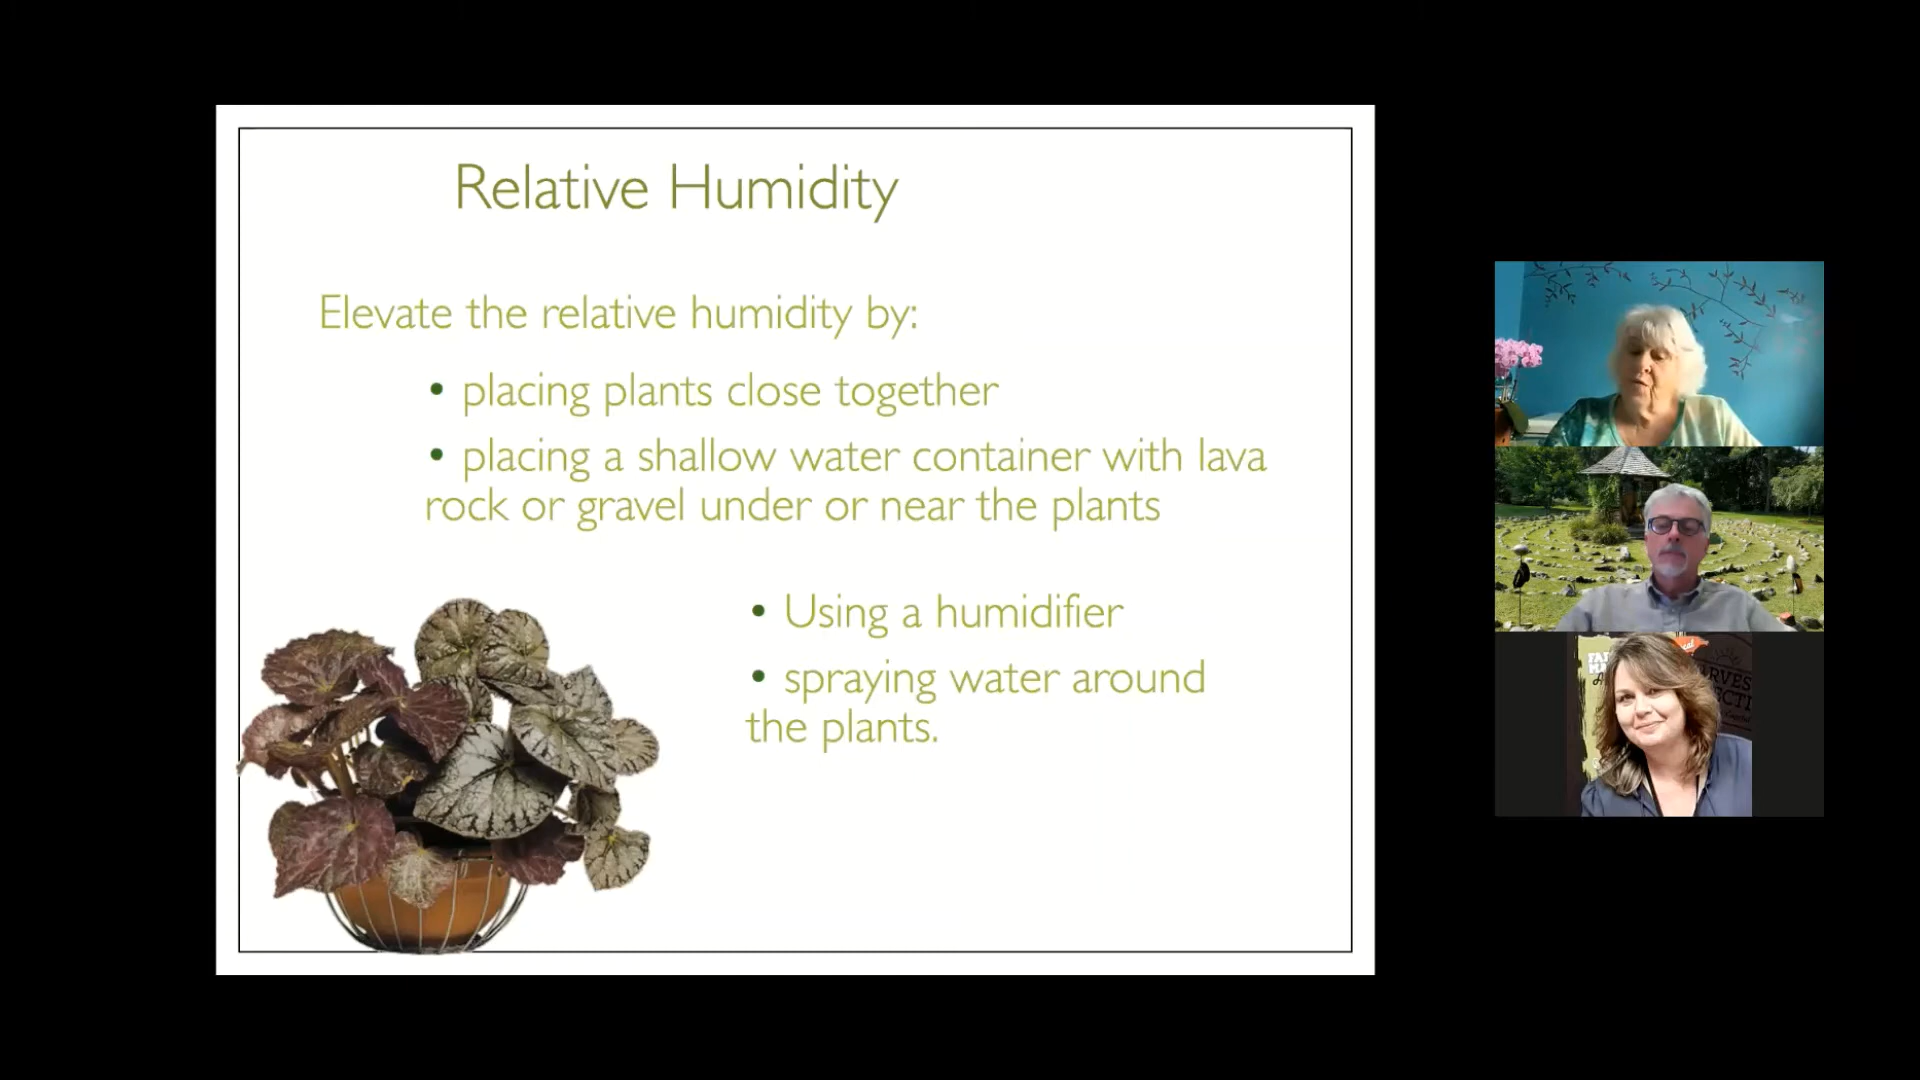 Relative Humidity
Elevate the relative humidity by:
• placing plants close together
• placing a shallow water container with lava
rock or gravel under or near the plants
• Using a humidifier
• spraying water around
the plants.